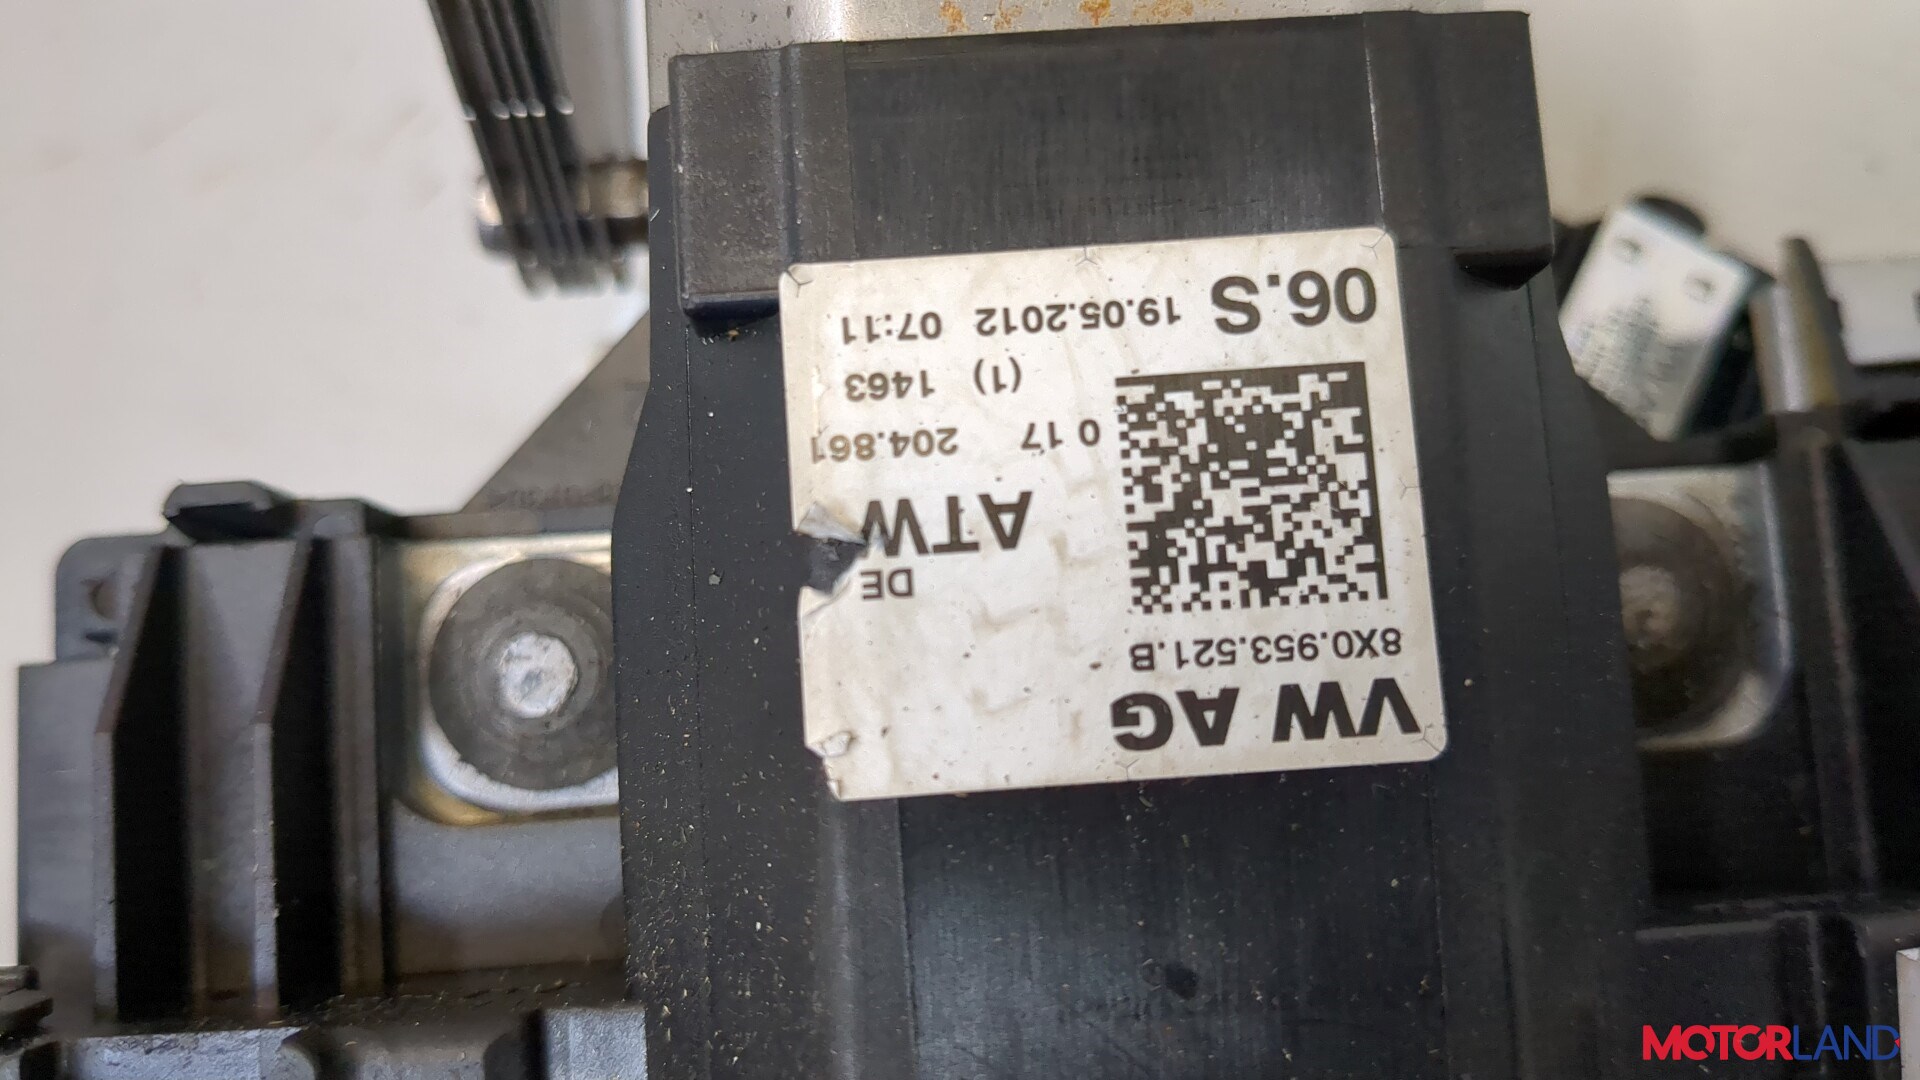 VW AG
8X0.953.521.B
DE
ATW
0 17 204.861
(1) 1463
06.S 19.05.2012 07:11
MOTORLAND